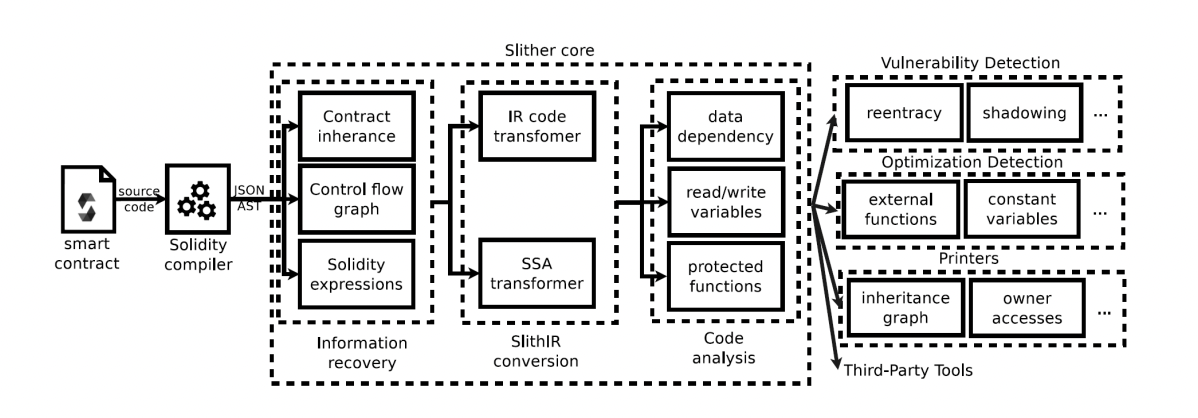 Slither core
smart
contract
source
code
Solidity
compiler
JSON
AST
Contract
inherance
Control flow
graph
Solidity
expressions
Information
recovery
IR code
transfomer
SSA
transformer
SlithIR
conversion
data
dependency
read/write
variables
protected
functions
Code
analysis
Vulnerability Detection
reentracy
shadowing
...
Optimization Detection
external
functions
constant
variables
...
Printers
inheritance
graph
owner
accesses
...
Third-Party Tools